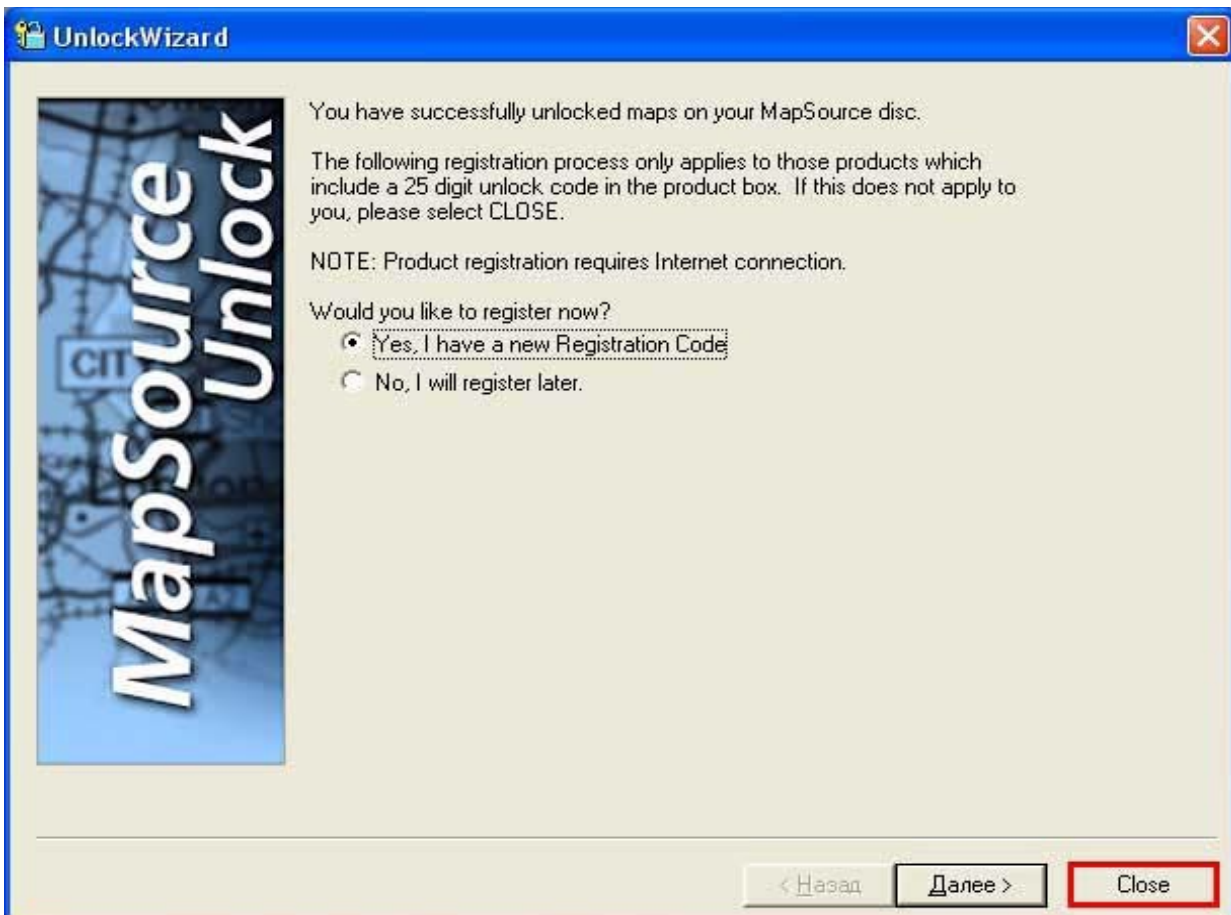 UnlockWizard
MapSource
Unlock
CIT
You have successfully unlocked maps on your MapSource disc.
The following registration process only applies to those products which
include a 25 digit unlock code in the product box. If this does not apply to
you, please select CLOSE.
NOTE: Product registration requires Internet connection.
Would you like to register now?
Yes, I have a new Registration Code
No, I will register later.
< Назад
Далее >
Close